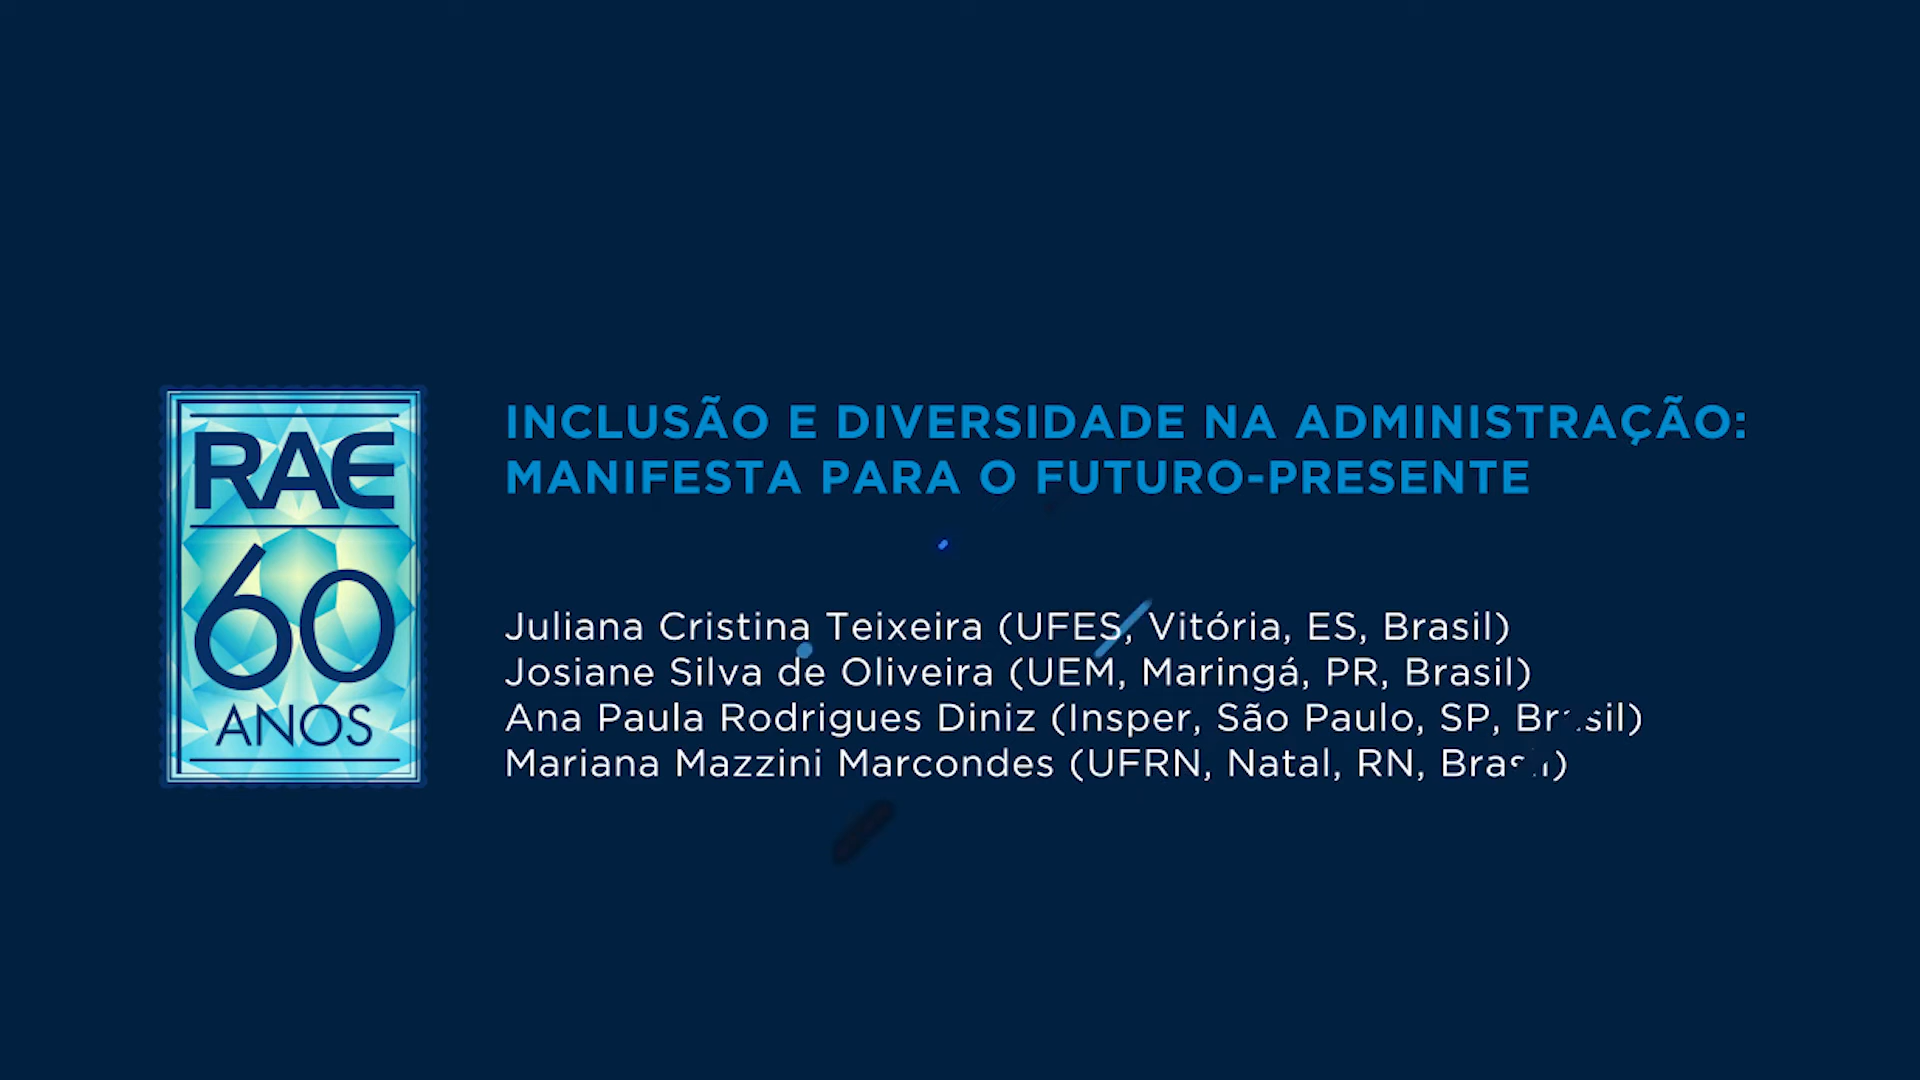 RAE
60
ANOS
INCLUSÃO E DIVERSIDADE NA ADMINISTRAÇÃO:
MANIFESTA PARA O FUTURO-PRESENTE
Juliana Cristina Teixeira (UFES, Vitória, ES, Brasil)
Josiane Silva de Oliveira (UEM, Maringá, PR, Brasil)
Ana Paula Rodrigues Diniz (Insper, São Paulo, SP, Brasil)
Mariana Mazzini Marcondes (UFRN, Natal, RN, Brasil)